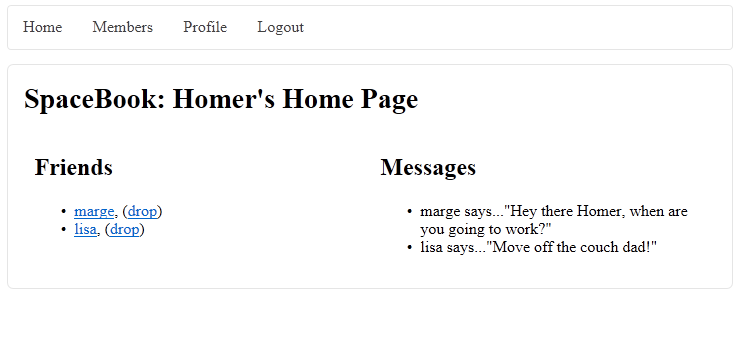 Home Members Profile Logout
SpaceBook: Homer's Home Page
Friends
• marge, (drop)
• lisa, (drop)
Messages
• marge says..."Hey there Homer, when are
you going to work?"
• lisa says..."Move off the couch dad!"